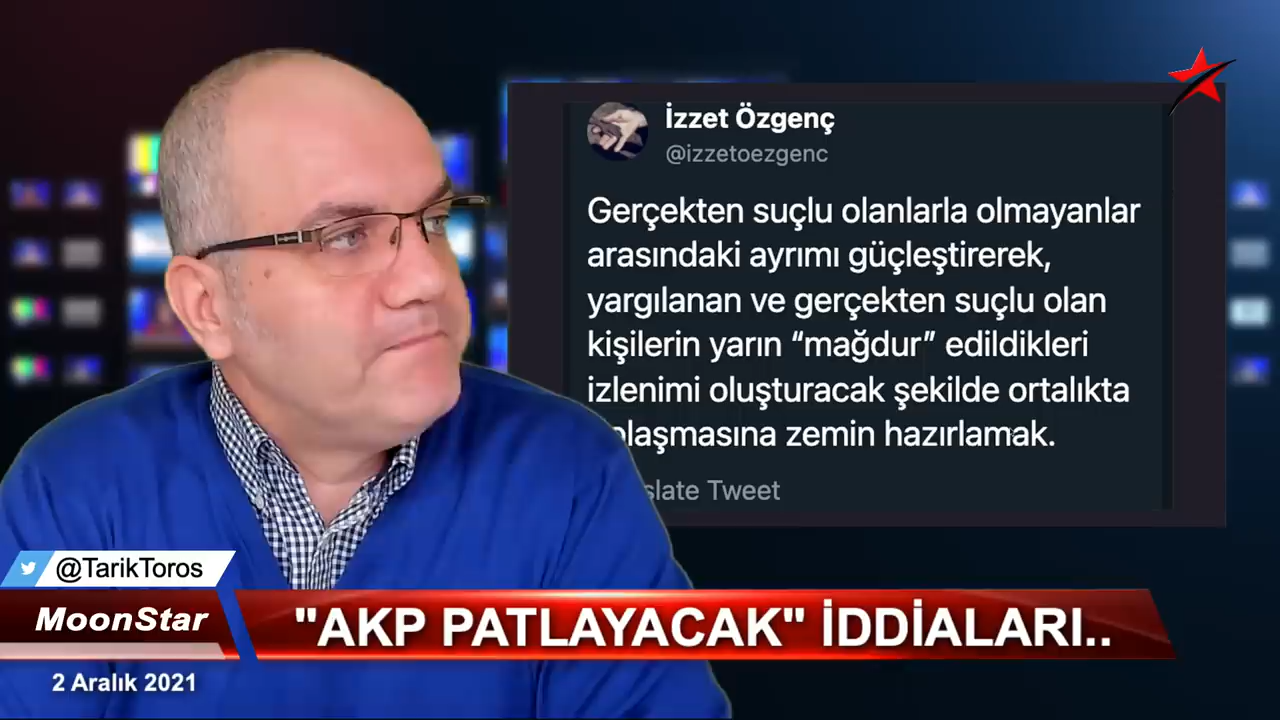 İzzet Özgenç
@izzetoezgenc
Gerçekten suçlu olanlarla olmayanlar
arasındaki ayrımı güçleştirerek,
yargılanan ve gerçekten suçlu olan
kişilerin yarın “mağdur” edildikleri
izlenimi oluşturacak şekilde ortalıkta
zemin hazırlamak.
Tweet
@TarikToros
MoonStar
"AKP PATLAYACAK" İDDİALARI..
2 Aralık 2021